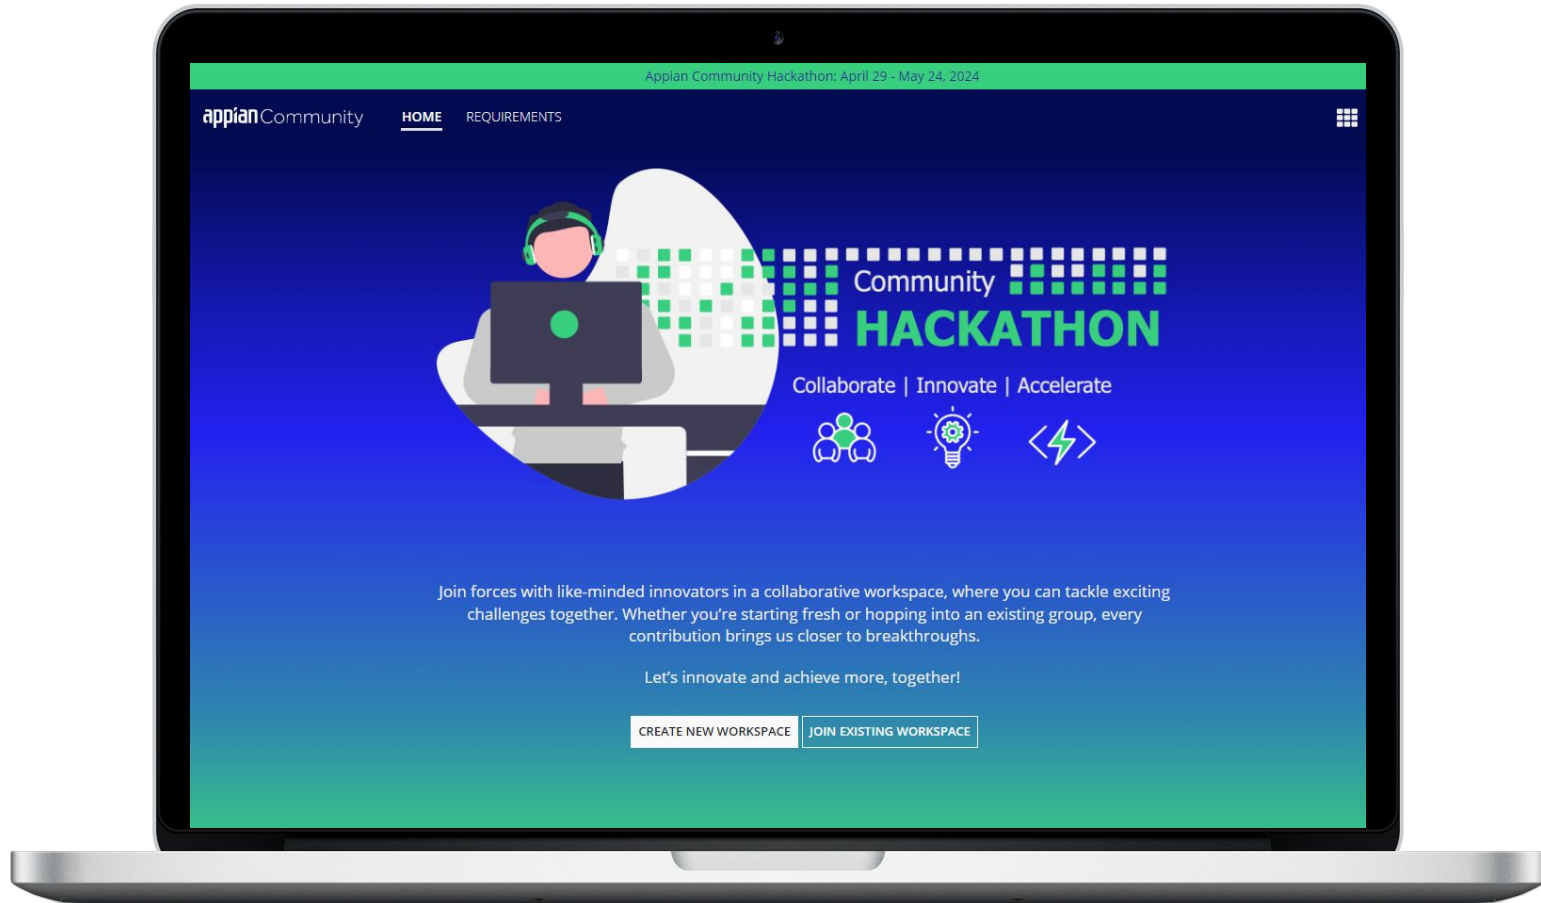 Appian Community Hackathon: April 29 - May 24, 2024
appian Community HOME REQUIREMENTS
Community
HACKATHON
Collaborate | Innovate | Accelerate
Join forces with like-minded innovators in a collaborative workspace, where you can tackle exciting
challenges together. Whether you’re starting fresh or hopping into an existing group, every
contribution brings us closer to breakthroughs.
Let’s innovate and achieve more, together!
CREATE NEW WORKSPACE JOIN EXISTING WORKSPACE